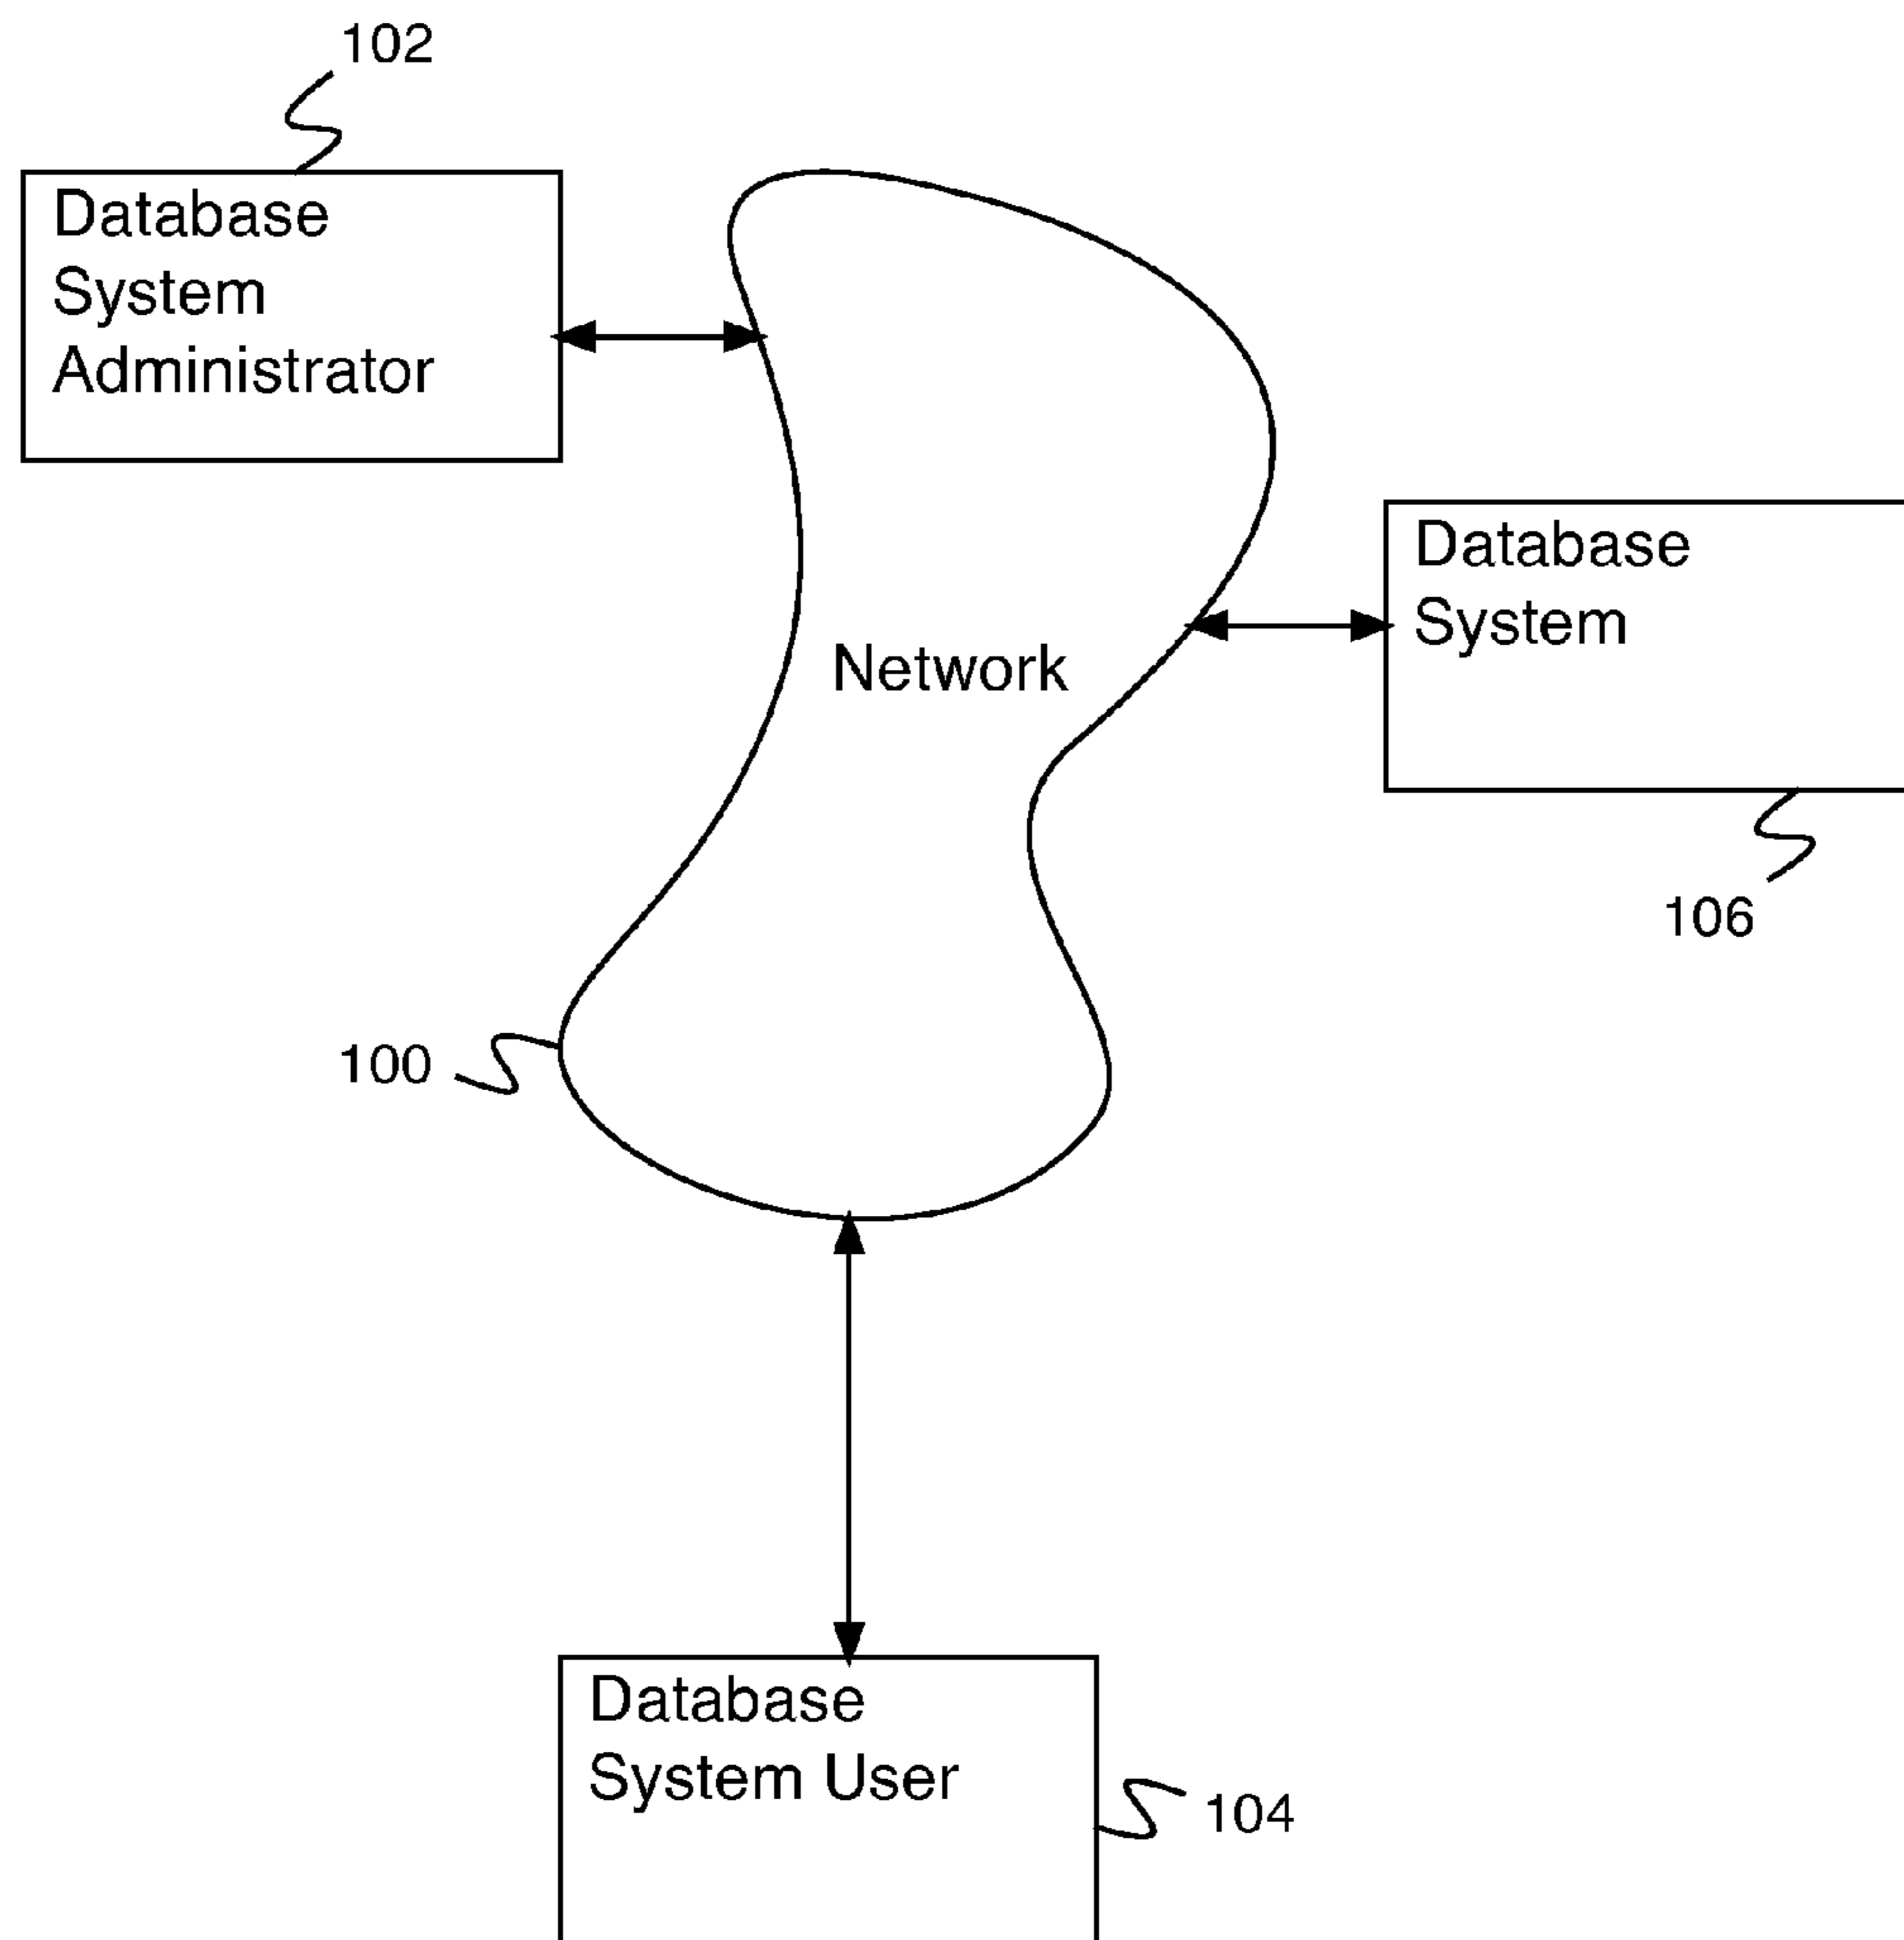 102
Database
System
Administrator
Database
System
Network
106
100
Database
System User
104